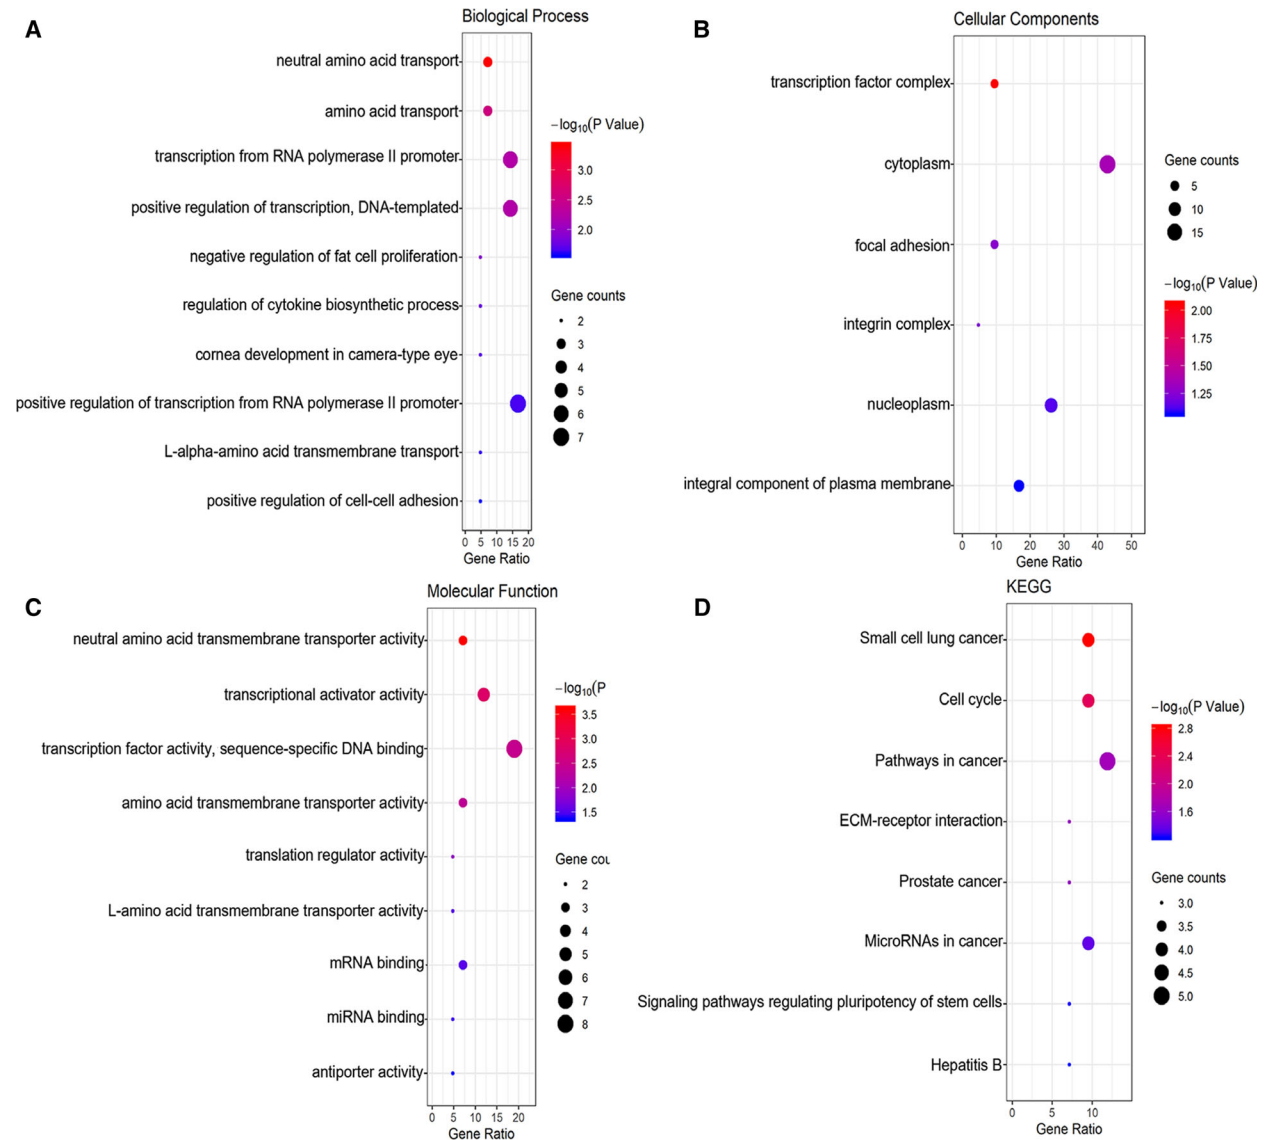 A
Biological Process
neutral amino acid transport
amino acid transport
transcription from RNA polymerase II promoter
positive regulation of transcription, DNA-templated
negative regulation of fat cell proliferation
regulation of cytokine biosynthetic process
cornea development in camera-type eye
positive regulation of transcription from RNA polymerase II promoter
L-alpha-amino acid transmembrane transport
positive regulation of cell-cell adhesion
0 5 10 15 20
Gene Ratio
−log10(P Value)
3.0
2.5
2.0
Gene counts
2
3
4
5
6
7
B
Cellular Components
transcription factor complex
cytoplasm
focal adhesion
integrin complex
nucleoplasm
integral component of plasma membrane
0 10 20 30 40 50
Gene Ratio
Gene counts
5
10
15
−log10(P Value)
2.00
1.75
1.50
1.25
C
Molecular Function
neutral amino acid transmembrane transporter activity
transcriptional activator activity
transcription factor activity, sequence-specific DNA binding
amino acid transmembrane transporter activity
translation regulator activity
L-amino acid transmembrane transporter activity
mRNA binding
miRNA binding
antiporter activity
0 5 10 15 20
Gene Ratio
−log10(P
3.5
3.0
2.5
2.0
1.5
Gene cou
2
3
4
5
6
7
8
D
KEGG
Small cell lung cancer
Cell cycle
Pathways in cancer
ECM-receptor interaction
Prostate cancer
MicroRNAs in cancer
Signaling pathways regulating pluripotency of stem cells
Hepatitis B
0 5 10
Gene Ratio
−log10(P Value)
2.8
2.4
2.0
1.6
Gene counts
3.0
3.5
4.0
4.5
5.0